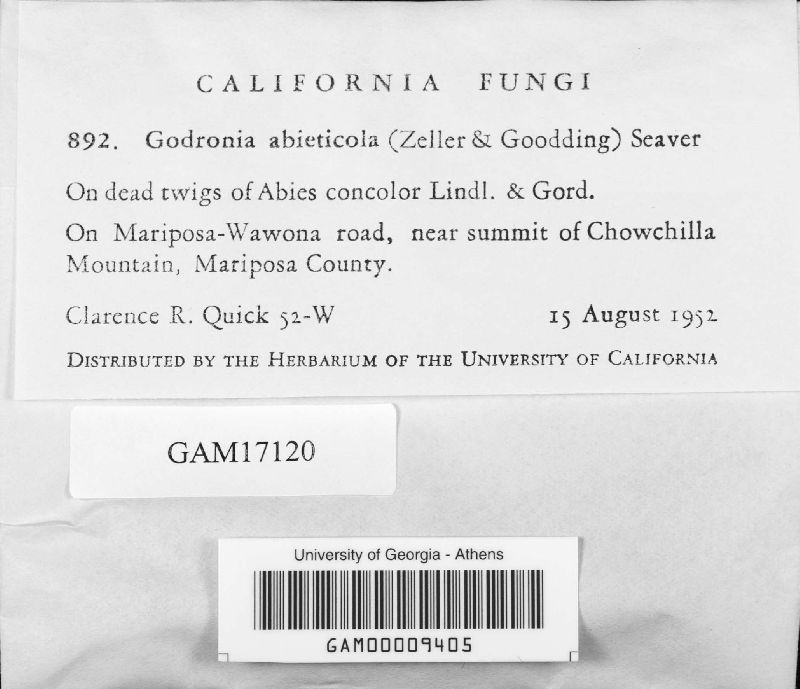 CALIFORNIA FUNGI
892. Godronia abieticola (Zeller & Goodding) Seaver
On dead twigs of Abies concolor Lindl. & Gord.
On Mariposa-Wawona road, near summit of Chowchilla
Mountain, Mariposa County.
Clarence R. Quick 52-W 15 August 1952
DISTRIBUTED BY THE HERBARIUM OF THE UNIVERSITY OF CALIFORNIA
GAM17120
University of Georgia - Athens
GAM00009405